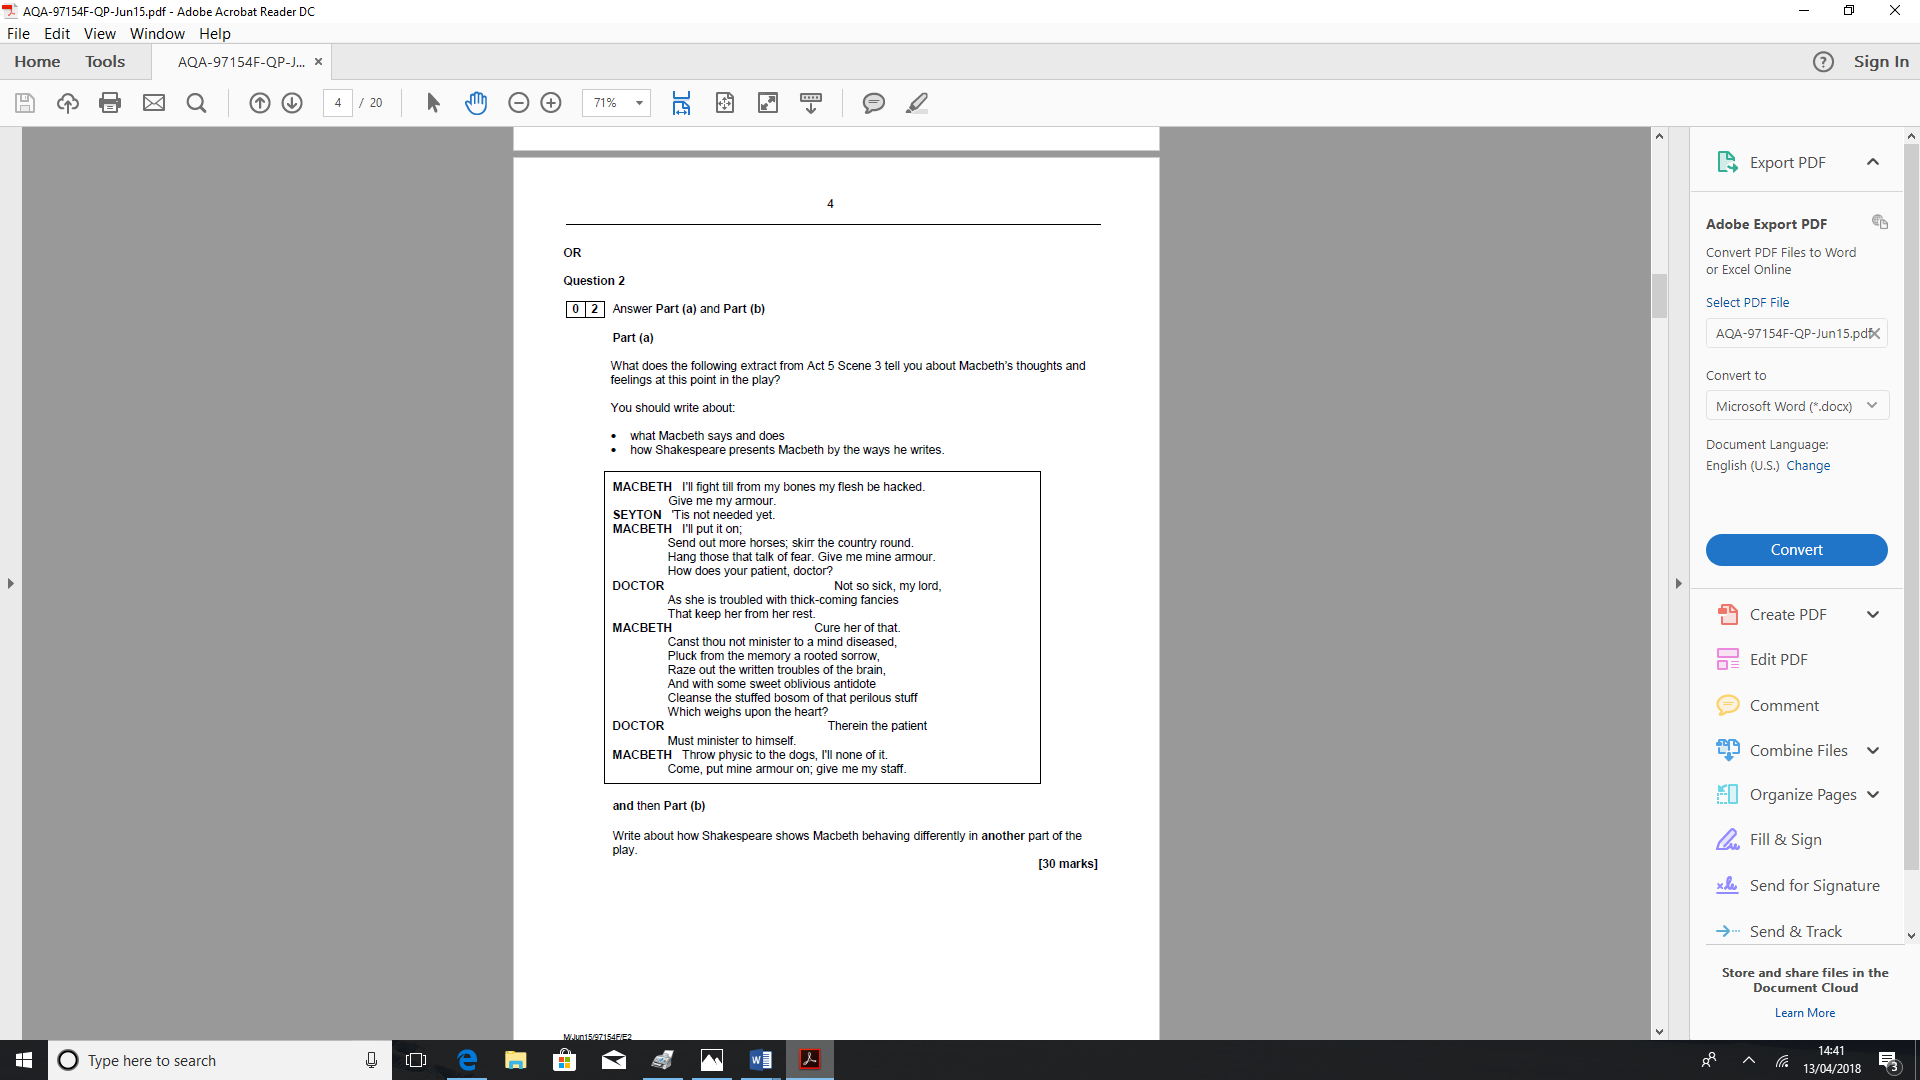 AQA-97154F-QP-Jun15.pdf - Adobe Acrobat Reader DC
File Edit View Window Help
Home Tools AQA-97154F-QP-J... × Sign In
4 / 20 71%
4
OR
Question 2
0 2 Answer Part (a) and Part (b)
Part (a)
What does the following extract from Act 5 Scene 3 tell you about Macbeth's thoughts and
feelings at this point in the play?
You should write about:
• what Macbeth says and does
• how Shakespeare presents Macbeth by the ways he writes.
MACBETH I'll fight till from my bones my flesh be hacked.
Give me my armour.
SEYTON 'Tis not needed yet.
MACBETH I'll put it on;
Send out more horses; skirr the country round.
Hang those that talk of fear. Give me mine armour.
How does your patient, doctor?
DOCTOR Not so sick, my lord,
As she is troubled with thick-coming fancies
That keep her from her rest.
MACBETH Cure her of that.
Canst thou not minister to a mind diseased,
Pluck from the memory a rooted sorrow,
Raze out the written troubles of the brain,
And with some sweet oblivious antidote
Cleanse the stuffed bosom of that perilous stuff
Which weighs upon the heart?
DOCTOR Therein the patient
Must minister to himself.
MACBETH Throw physic to the dogs, I'll none of it.
Come, put mine armour on; give me my staff.
and then Part (b)
Write about how Shakespeare shows Macbeth behaving differently in another part of the
play.
[30 marks]
M/Jun15/97154F/E2
Export PDF
Adobe Export PDF
Convert PDF Files to Word
or Excel Online
Select PDF File
AQA-97154F-QP-Jun15.pdf
Convert to
Microsoft Word (*.docx)
Document Language:
English (U.S.) Change
Convert
Create PDF
Edit PDF
Comment
Combine Files
Organize Pages
Fill & Sign
Send for Signature
Send & Track
Store and share files in the
Document Cloud
Learn More
Type here to search
14:41
13/04/2018
3